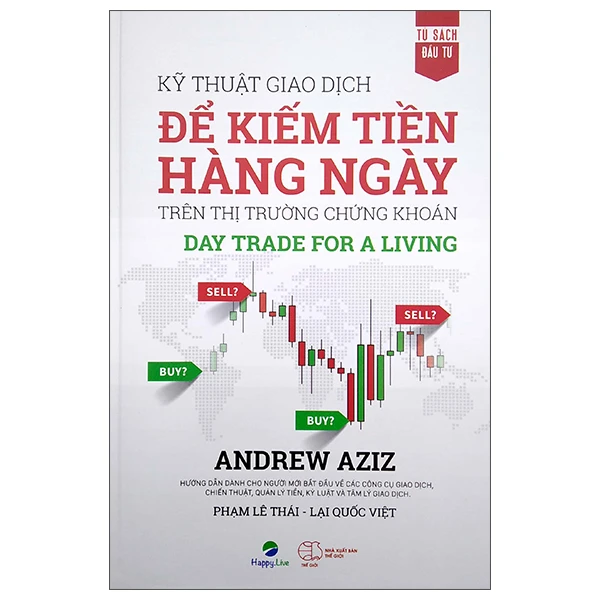 TỦ SÁCH
ĐẦU TƯ
KỸ THUẬT GIAO DỊCH
ĐỂ KIẾM TIỀN
HÀNG NGÀY
TRÊN THỊ TRƯỜNG CHỨNG KHOÁN
DAY TRADE FOR A LIVING
SELL?
SELL?
BUY?
BUY?
ANDREW AZIZ
HƯỚNG DẪN DÀNH CHO NGƯỜI MỚI BẮT ĐẦU VỀ CÁC CÔNG CỤ GIAO DỊCH,
CHIẾN THUẬT, QUẢN LÝ TIỀN, KỶ LUẬT VÀ TÂM LÝ GIAO DỊCH.
PHẠM LÊ THÁI - LẠI QUỐC VIỆT
Happy.Live
NHÀ XUẤT BẢN
THẾ GIỚI
THẾ GIỚI